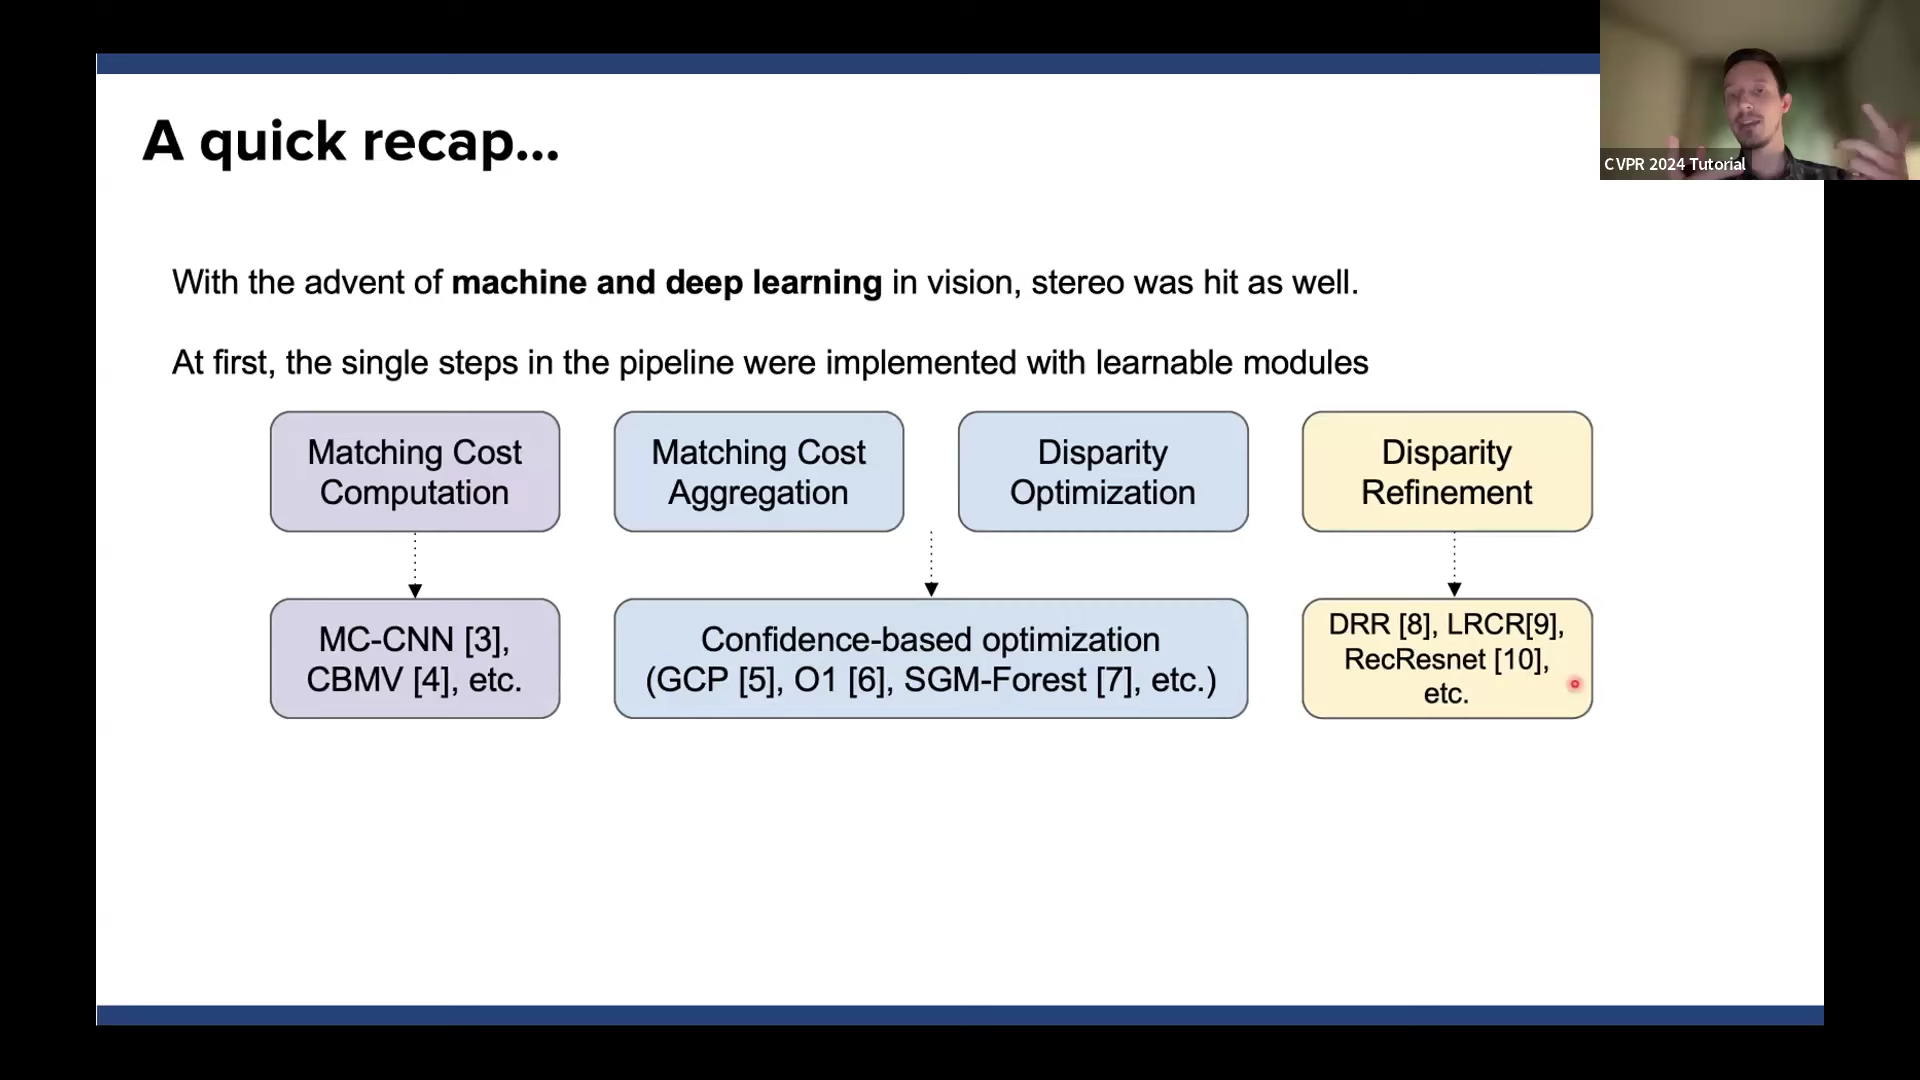 CVPR 2024 Tutorial
A quick recap...
With the advent of machine and deep learning in vision, stereo was hit as well.
At first, the single steps in the pipeline were implemented with learnable modules
Matching Cost
Computation
Matching Cost
Aggregation
Disparity
Optimization
Disparity
Refinement
MC-CNN [3],
CBMV [4], etc.
Confidence-based optimization
(GCP [5], O1 [6], SGM-Forest [7], etc.)
DRR [8], LRCR[9],
RecResnet [10],
etc.